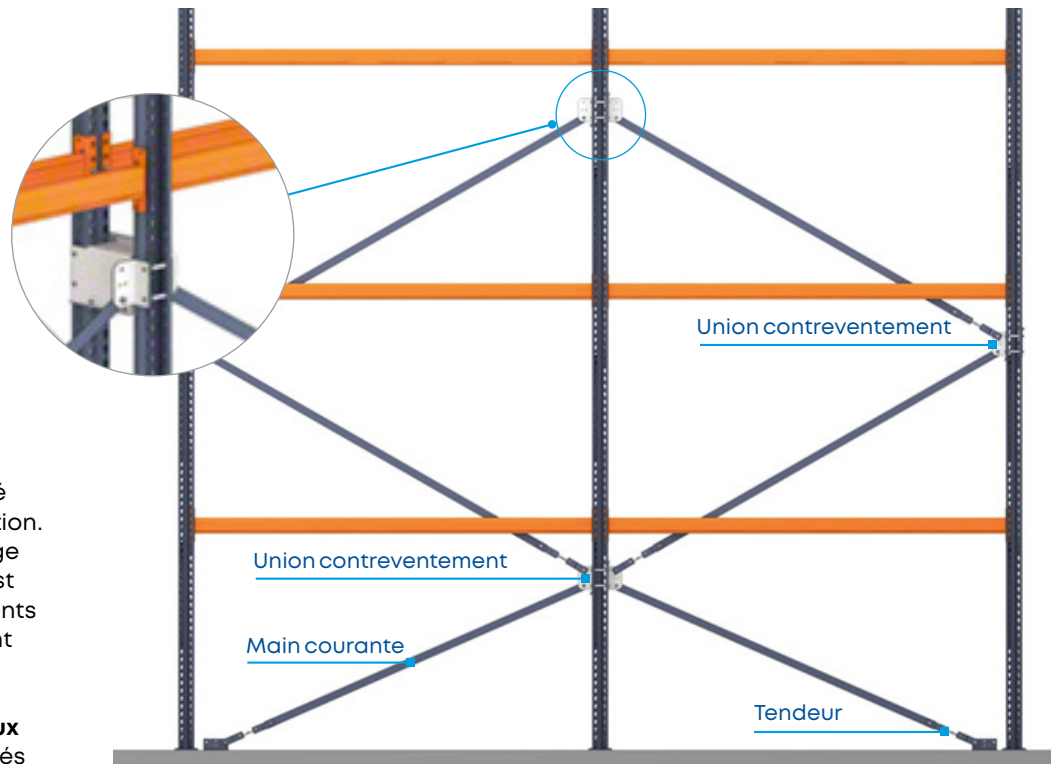 Union contreventement
Union contreventement
Main courante
Tendeur
é
tion.
ge
st
nts
nt
ux
és